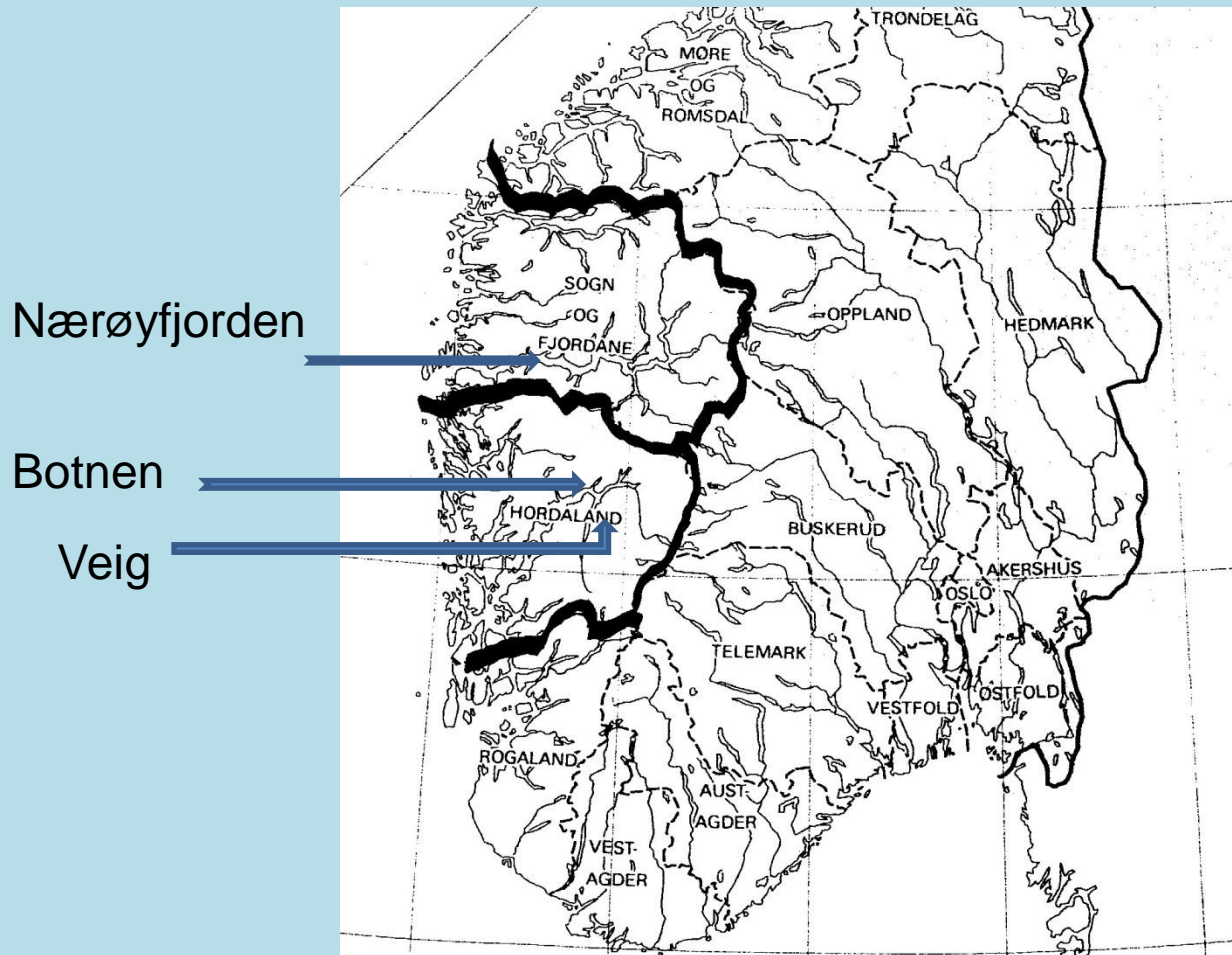 Nærøyfjorden
Botnen
Veig
TRØNDELAG
MØRE
OG
ROMSDAL
SOGN
OG
FJORDANE
OPPLAND
HEDMARK
HORDALAND
BUSKERUD
AKERSHUS
OSLO
TELEMARK
VESTFOLD
ØSTFOLD
ROGALAND
AUST-
AGDER
VEST-
AGDER